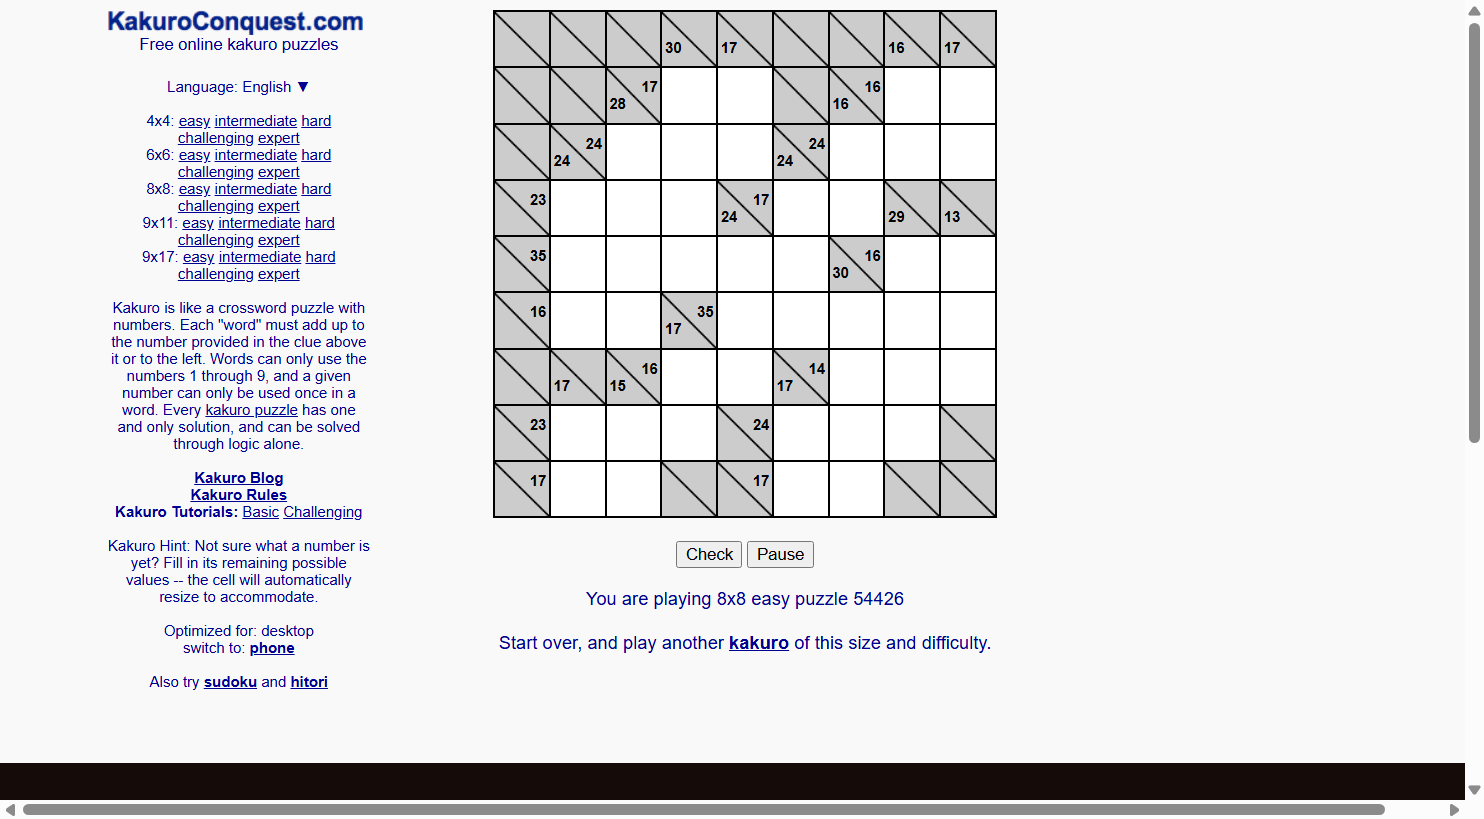 KakuroConquest.com
Free online kakuro puzzles
Language: English ▼
4x4: easy intermediate hard
challenging expert
6x6: easy intermediate hard
challenging expert
8x8: easy intermediate hard
challenging expert
9x11: easy intermediate hard
challenging expert
9x17: easy intermediate hard
challenging expert
Kakuro is like a crossword puzzle with
numbers. Each "word" must add up to
the number provided in the clue above
it or to the left. Words can only use the
numbers 1 through 9, and a given
number can only be used once in a
word. Every kakuro puzzle has one
and only solution, and can be solved
through logic alone.
Kakuro Blog
Kakuro Rules
Kakuro Tutorials: Basic Challenging
Kakuro Hint: Not sure what a number is
yet? Fill in its remaining possible
values -- the cell will automatically
resize to accommodate.
Optimized for: desktop
switch to: phone
Also try sudoku and hitori
30 17 16 17
17 16
28 16
24 24
24 24
23 17
24 29 13
35 16
30
16 35
17
16 14
17 15 17
23 24
17 17
Check Pause
You are playing 8x8 easy puzzle 54426
Start over, and play another kakuro of this size and difficulty.